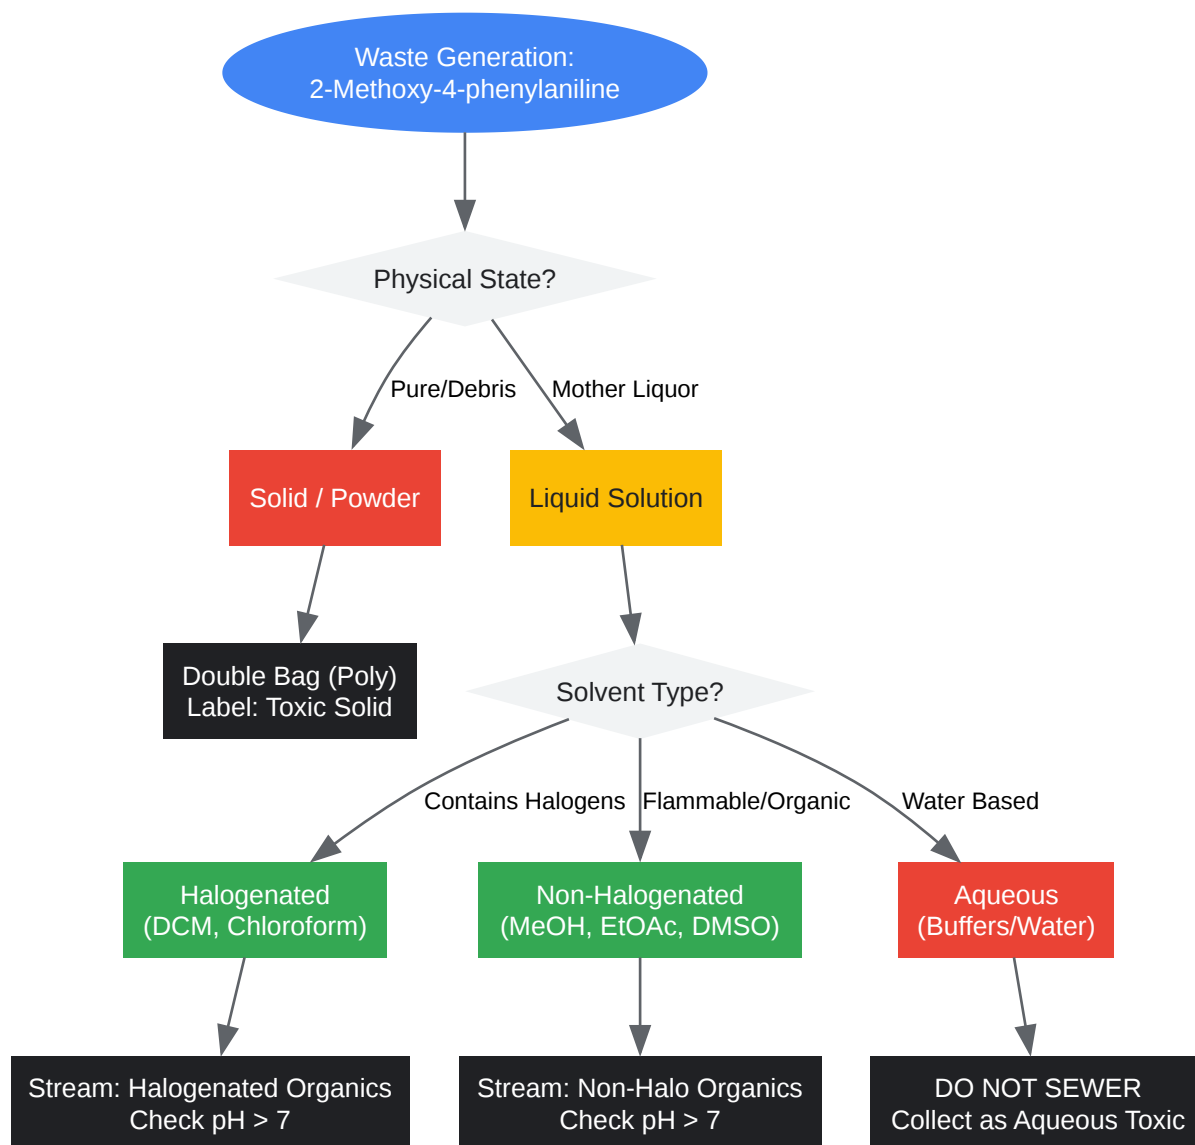 Waste Generation:
2-Methoxy-4-phenylaniline
Physical State?
Pure/Debris
Mother Liquor
Solid / Powder
Liquid Solution
Double Bag (Poly)
Label: Toxic Solid
Solvent Type?
Contains Halogens
Flammable/Organic
Water Based
Halogenated
(DCM, Chloroform)
Non-Halogenated
(MeOH, EtOAc, DMSO)
Aqueous
(Buffers/Water)
Stream: Halogenated Organics
Check pH > 7
Stream: Non-Halo Organics
Check pH > 7
DO NOT SEWER
Collect as Aqueous Toxic